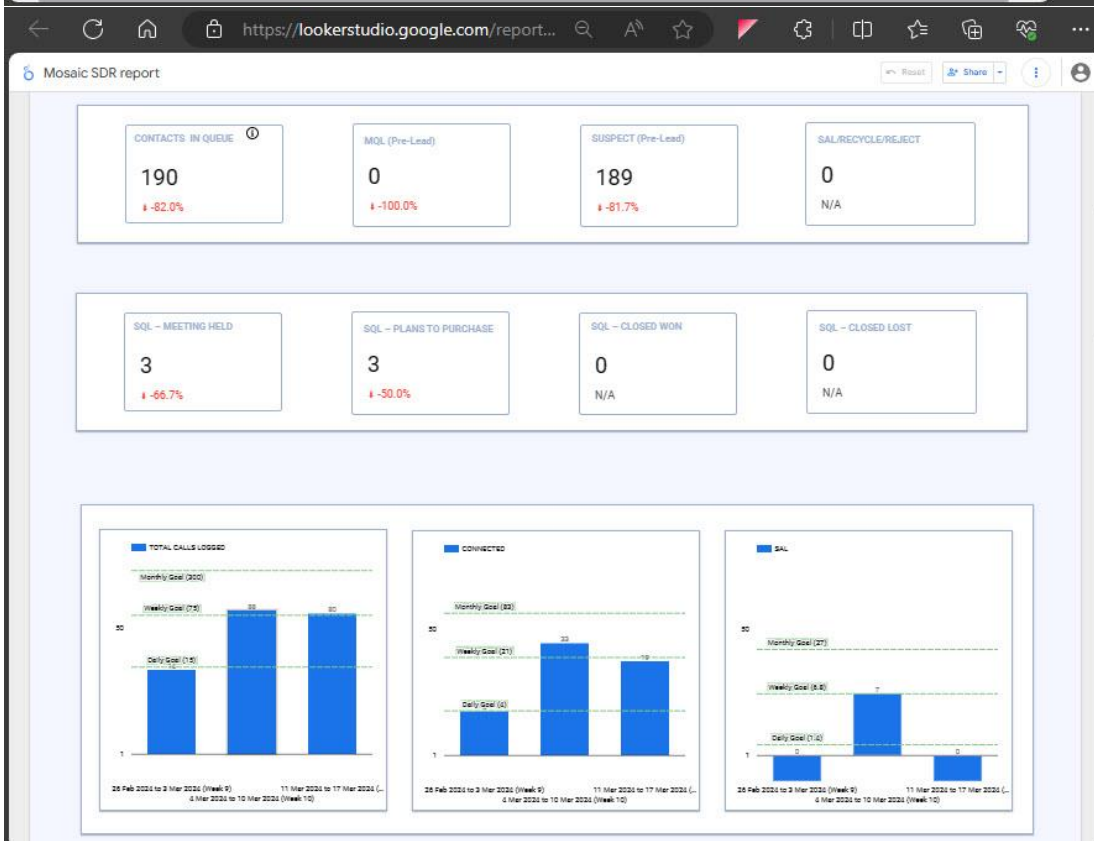 https://lookerstudio.google.com/report...
Mosaic SDR report
Reset
Share
CONTACTS IN QUEUE
190
-82.0%
MQL (Pre-Lead)
0
-100.0%
SUSPECT (Pre-Lead)
189
-81.7%
SAL/RECYCLE/REJECT
0
N/A
SQL – MEETING HELD
3
-66.7%
SQL – PLANS TO PURCHASE
3
-50.0%
SQL – CLOSED WON
0
N/A
SQL – CLOSED LOST
0
N/A
TOTAL CALLS LOGGED
Monthly Goal (300)
Weekly Goal (75)
80
50
Daily Goal (15)
1
26 Feb 2024 to 3 Mar 2024 (Week 9)
11 Mar 2024 to 17 Mar 2024 (...
4 Mar 2024 to 10 Mar 2024 (Week 10)
CONNECTED
Monthly Goal (83)
33
50
Weekly Goal (21)
19
Daily Goal (4)
1
26 Feb 2024 to 3 Mar 2024 (Week 9)
11 Mar 2024 to 17 Mar 2024 (...
4 Mar 2024 to 10 Mar 2024 (Week 10)
SAL
50
Monthly Goal (27)
Weekly Goal (6.8)
7
Daily Goal (1.4)
1
0
0
26 Feb 2024 to 3 Mar 2024 (Week 9)
11 Mar 2024 to 17 Mar 2024 (...
4 Mar 2024 to 10 Mar 2024 (Week 10)